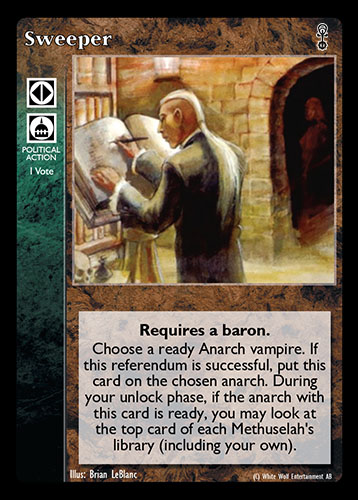 Sweeper
POLITICAL
ACTION
1 Vote
Requires a baron.
Choose a ready Anarch vampire. If
this referendum is successful, put this
card on the chosen anarch. During
your unlock phase, if the anarch with
this card is ready, you may look at
the top card of each Methuselah's
library (including your own).
Illus: Brian LeBlanc
(C) White Wolf Entertainment AB